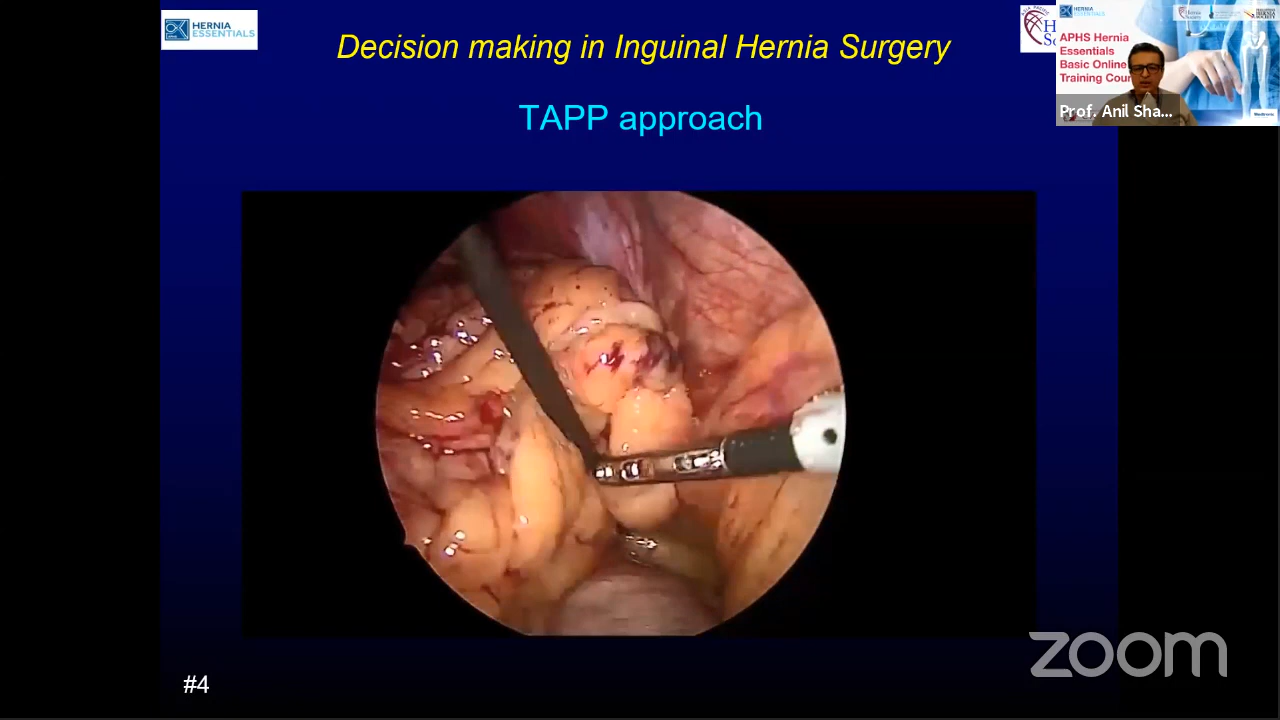 HERNIA
ESSENTIALS
Decision making in Inguinal Hernia Surgery
TAPP approach
HERNIA
ESSENTIALS
APHS Hernia
Essentials
Basic Online
Training Cour
Prof. Anil Sha...
zoom
#4